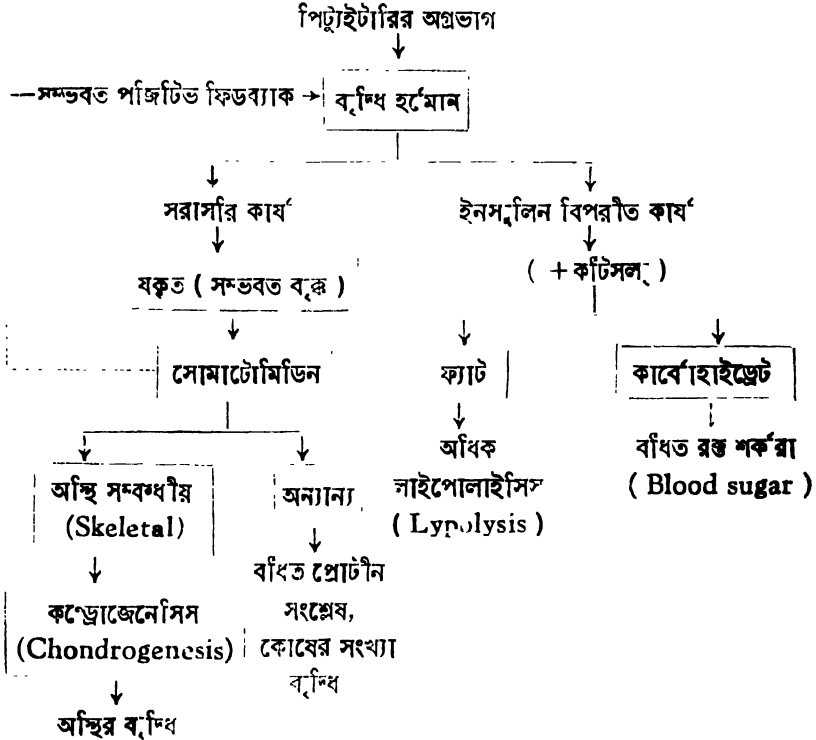 পিট্যুইটারির অগ্রভাগ
—সম্ভবত পজিটিভ ফিডব্যাক → বৃদ্ধি হর্মোন
সরাসরি কার্য
ইনসুলিন বিপরীত কার্য
যকৃত ( সম্ভবত বৃক্ক )
( + কর্টিসল্ )
সোমাটোমিডিন
ফ্যাট
কার্বোহাইড্রেট
অস্থি সম্বন্ধীয়
(Skeletal)
অন্যান্য
অধিক
লাইপোলাইসিস
( Lypolysis )
বর্ধিত রক্ত শর্করা
( Blood sugar )
কণ্ড্রোজেনেসিস
(Chondrogenesis)
বর্ধিত প্রোটীন
সংশ্লেষ,
কোষের সংখ্যা
বৃদ্ধি
অস্থির বৃদ্ধি